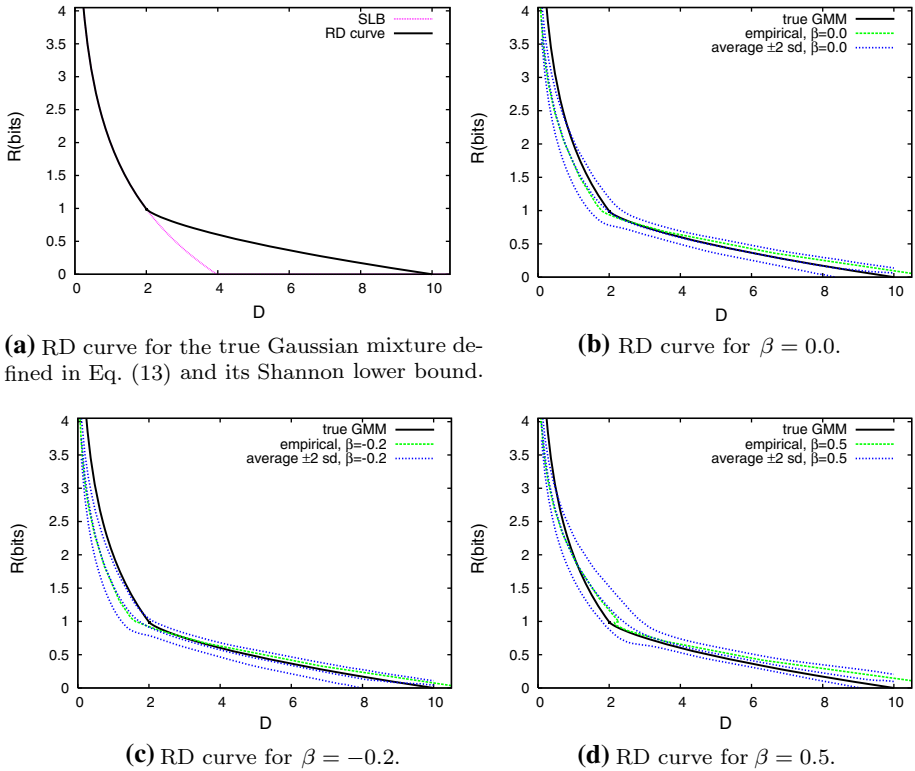 4
3.5
3
2.5
2
1.5
1
0.5
0
R(bits)
0 2 4 6 8 10
D
SLB
RD curve
(a) RD curve for the true Gaussian mixture de-
fined in Eq. (13) and its Shannon lower bound.
4
3.5
3
2.5
2
1.5
1
0.5
0
R(bits)
0 2 4 6 8 10
D
true GMM
empirical, β=0.0
average ±2 sd, β=0.0
(b) RD curve for β = 0.0.
4
3.5
3
2.5
2
1.5
1
0.5
0
R(bits)
0 2 4 6 8 10
D
true GMM
empirical, β=-0.2
average ±2 sd, β=-0.2
(c) RD curve for β = −0.2.
4
3.5
3
2.5
2
1.5
1
0.5
0
R(bits)
0 2 4 6 8 10
D
true GMM
empirical, β=0.5
average ±2 sd, β=0.5
(d) RD curve for β = 0.5.